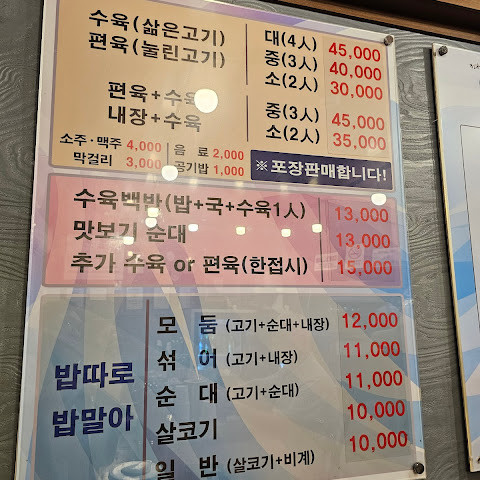 수육(삶은고기) 대(4人) 45,000
편육(눌린고기) 중(3人) 40,000
소(2人) 30,000
편육+수육 중(3人) 45,000
내장+수육 소(2人) 35,000
소주·맥주 4,000 음 료 2,000
막걸리 3,000 공기밥 1,000
※포장판매합니다!
수육백반(밥+국+수육1人) 13,000
맛보기 순대 13,000
추가 수육 or 편육(한접시) 15,000
밥따로
밥말아
모 둠 (고기+순대+내장) 12,000
섞 어 (고기+내장) 11,000
순 대 (고기+순대) 11,000
살코기 10,000
일 반 (살코기+비계) 10,000